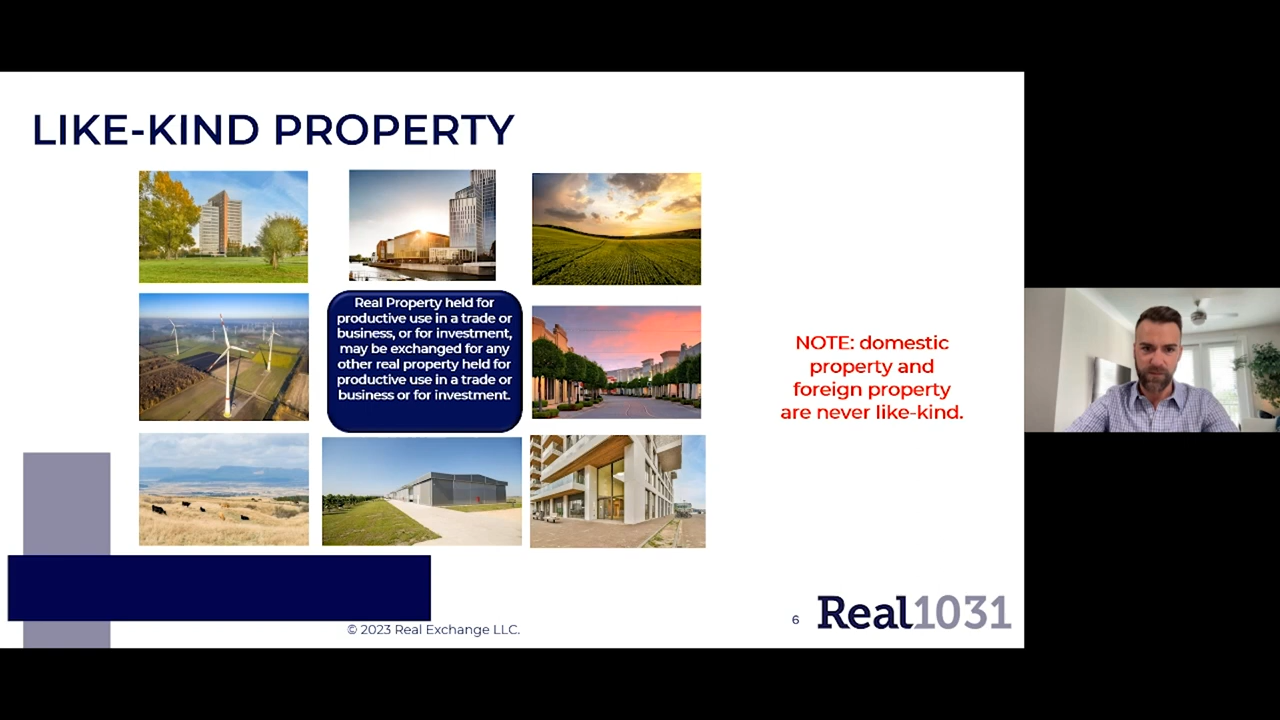 LIKE-KIND PROPERTY
Real Property held for
productive use in a trade or
business, or for investment,
may be exchanged for any
other real property held for
productive use in a trade or
business or for investment.
NOTE: domestic
property and
foreign property
are never like-kind.
© 2023 Real Exchange LLC.
6
Real1031